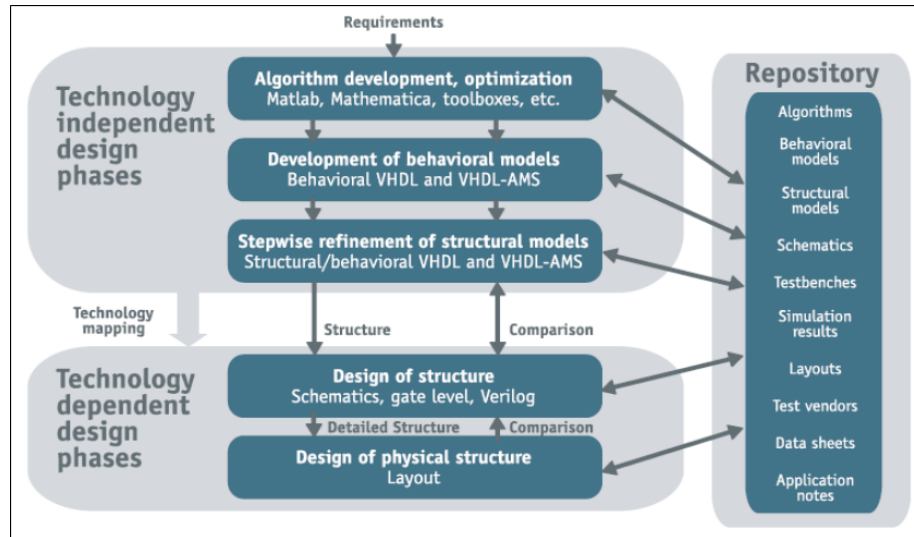 Requirements
Technology
independent
design
phases
Algorithm development, optimization
Matlab, Mathematica, toolboxes, etc.
Development of behavioral models
Behavioral VHDL and VHDL-AMS
Stepwise refinement of structural models
Structural/behavioral VHDL and VHDL-AMS
Technology
mapping
Structure
Comparison
Technology
dependent
design
phases
Design of structure
Schematics, gate level, Verilog
Detailed Structure
Comparison
Design of physical structure
Layout
Repository
Algorithms
Behavioral
models
Structural
models
Schematics
Testbenches
Simulation
results
Layouts
Test vendors
Data sheets
Application
notes